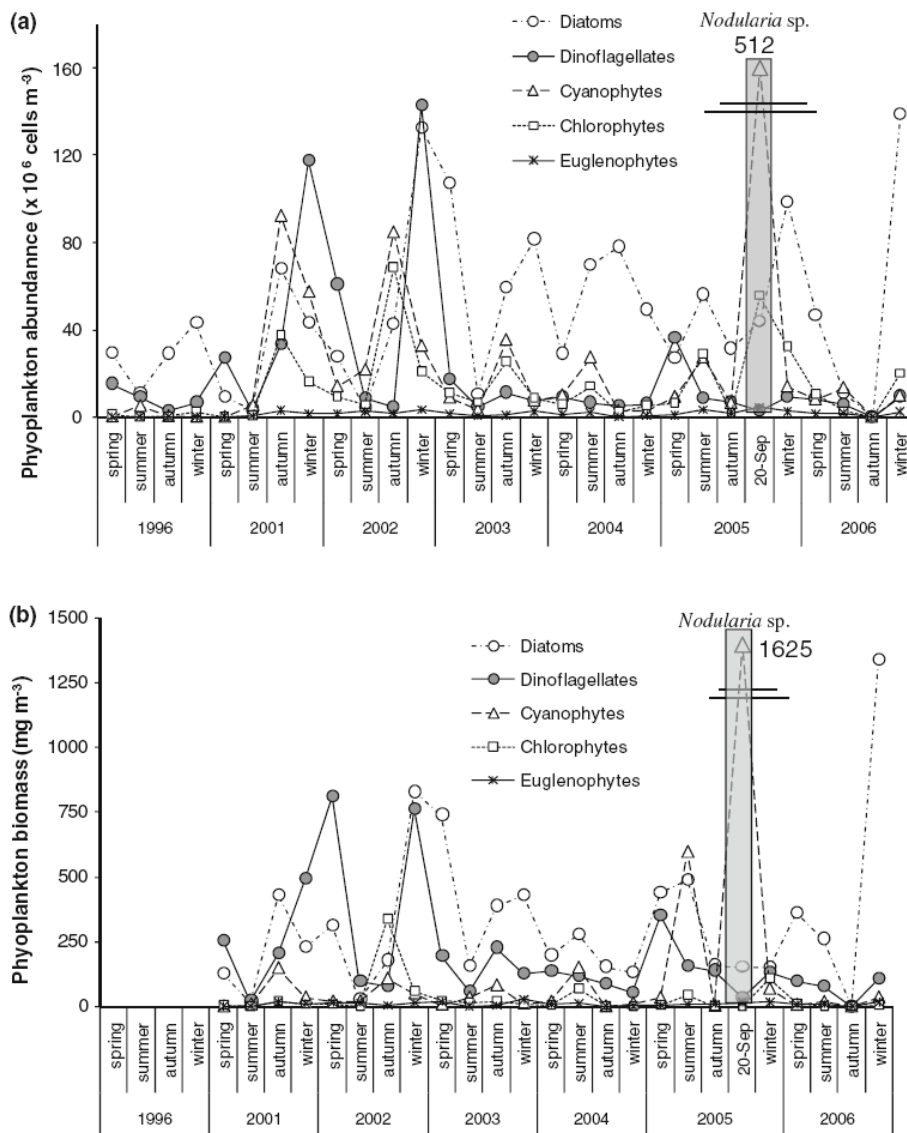 (a)
Nodularia sp.
512
Diatoms
Dinoflagellates
Cyanophytes
Chlorophytes
Euglenophytes
Phyoplankton abundannce (x 10⁶ cells m⁻³)
160
120
80
40
0
spring summer autumn winter spring summer autumn winter spring summer autumn winter spring summer autumn winter spring summer autumn winter spring summer autumn 20-Sep winter spring summer autumn winter
1996 2001 2002 2003 2004 2005 2006
(b)
Nodularia sp.
1625
Diatoms
Dinoflagellates
Cyanophytes
Chlorophytes
Euglenophytes
Phyoplankton biomass (mg m⁻³)
1500
1250
1000
750
500
250
0
spring summer autumn winter spring summer autumn winter spring summer autumn winter spring summer autumn winter spring summer autumn winter spring summer autumn 20-Sep winter spring summer autumn winter
1996 2001 2002 2003 2004 2005 2006